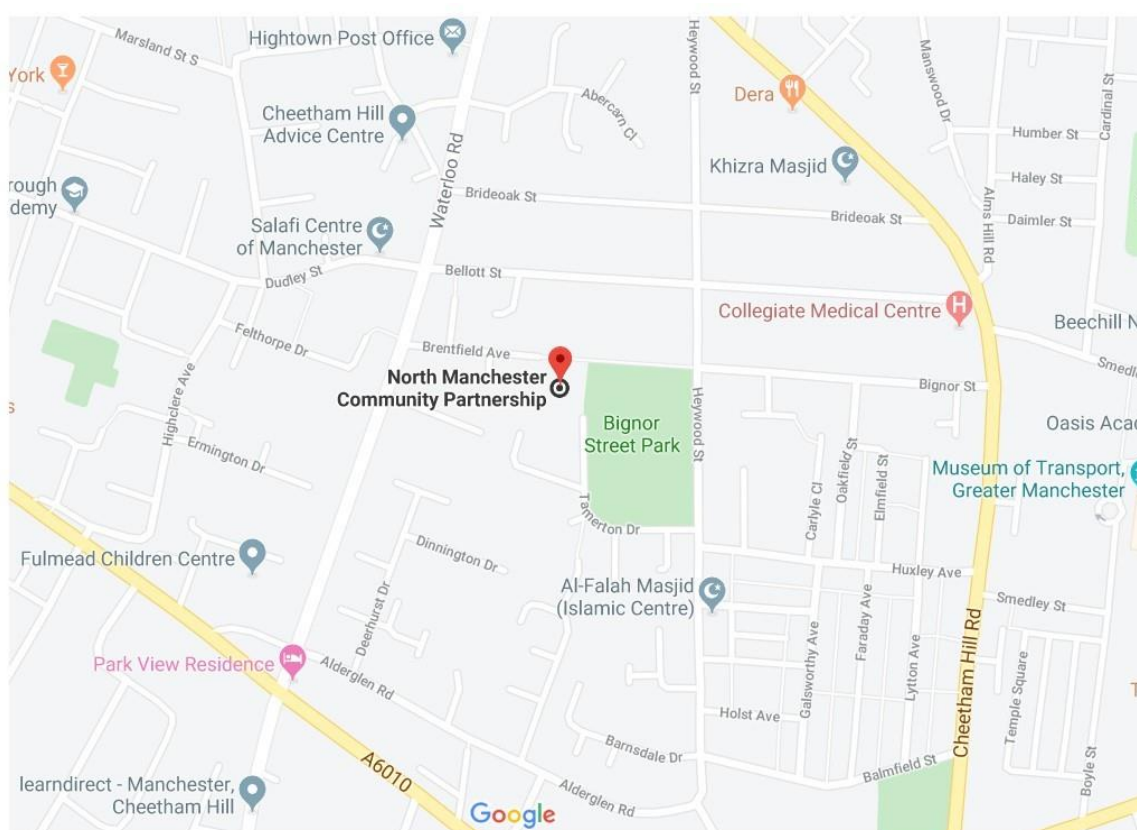 Marsland St S
Hightown Post Office
Heywood St
York
Dera
Manswood Dr
Cardinal St
Cheetham Hill
Advice Centre
Abercarn Cl
Humber St
Waterloo Rd
Khizra Masjid
Haley St
rough
demy
Brideoak St
Brideoak St
Alms Hill Rd
Daimler St
Salafi Centre
of Manchester
Dudley St
Bellott St
Collegiate Medical Centre
H
Beechill N
Felthorpe Dr
Brentfield Ave
Smedle
North Manchester
Community Partnership
Bignor St
Highclere Ave
s
Bignor
Street Park
Heywood St
Oasis Aca
Ermington Dr
Carlyle Cl
Oakfield St
Elmfield St
Museum of Transport,
Greater Manchester
Tamerton Dr
Dinnington Dr
Fulmead Children Centre
Huxley Ave
Al-Falah Masjid
(Islamic Centre)
Smedley St
Deerhurst Dr
Galsworthy Ave
Faraday Ave
Lytton Ave
Park View Residence
Alderglen Rd
Temple Square
Cheetham Hill Rd
T
Holst Ave
Barnsdale Dr
A6010
Balmfield St
Boyle St
learndirect - Manchester,
Cheetham Hill
Alderglen Rd
Google